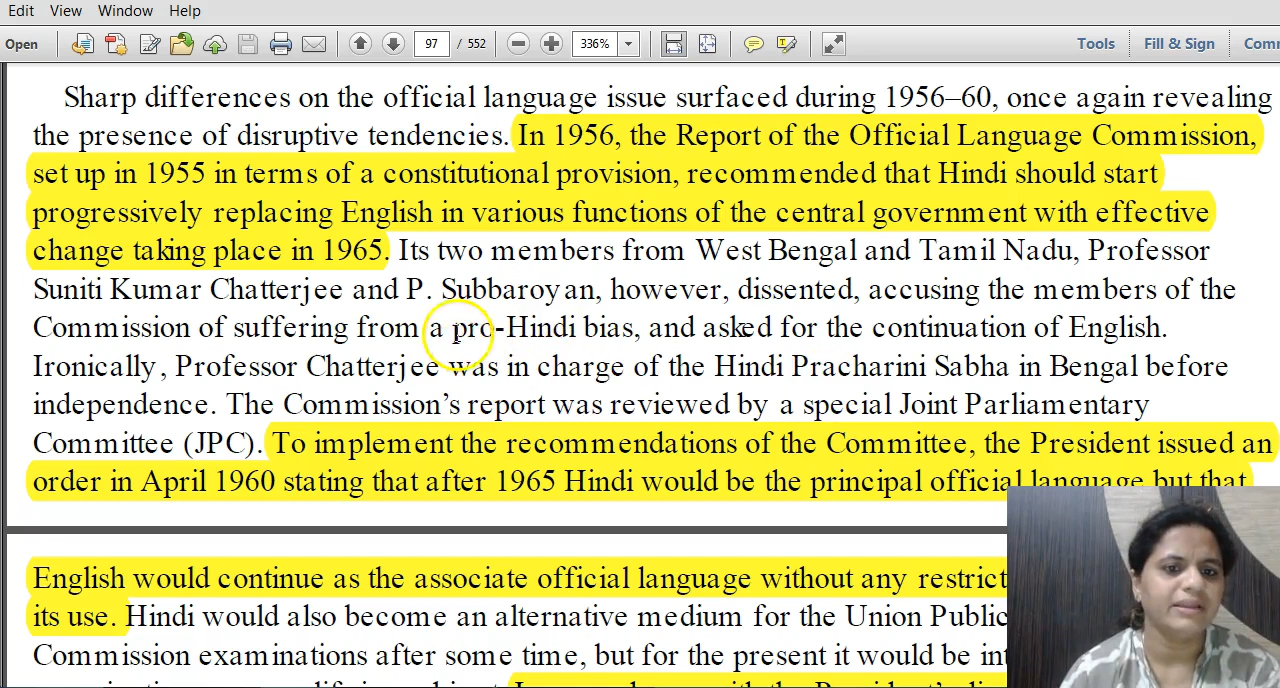 Edit View Window Help
Open 97 / 552 336% Tools Fill & Sign
Sharp differences on the official language issue surfaced during 1956–60, once again revealing
the presence of disruptive tendencies. In 1956, the Report of the Official Language Commission,
set up in 1955 in terms of a constitutional provision, recommended that Hindi should start
progressively replacing English in various functions of the central government with effective
change taking place in 1965. Its two members from West Bengal and Tamil Nadu, Professor
Suniti Kumar Chatterjee and P. Subbaroyan, however, dissented, accusing the members of the
Commission of suffering from a pro-Hindi bias, and asked for the continuation of English.
Ironically, Professor Chatterjee was in charge of the Hindi Pracharini Sabha in Bengal before
independence. The Commission’s report was reviewed by a special Joint Parliamentary
Committee (JPC). To implement the recommendations of the Committee, the President issued an
order in April 1960 stating that after 1965 Hindi would be the principal official language but that
English would continue as the associate official language without any
its use. Hindi would also become an alternative medium for the Union Public
Commission examinations after some time, but for the present it would be